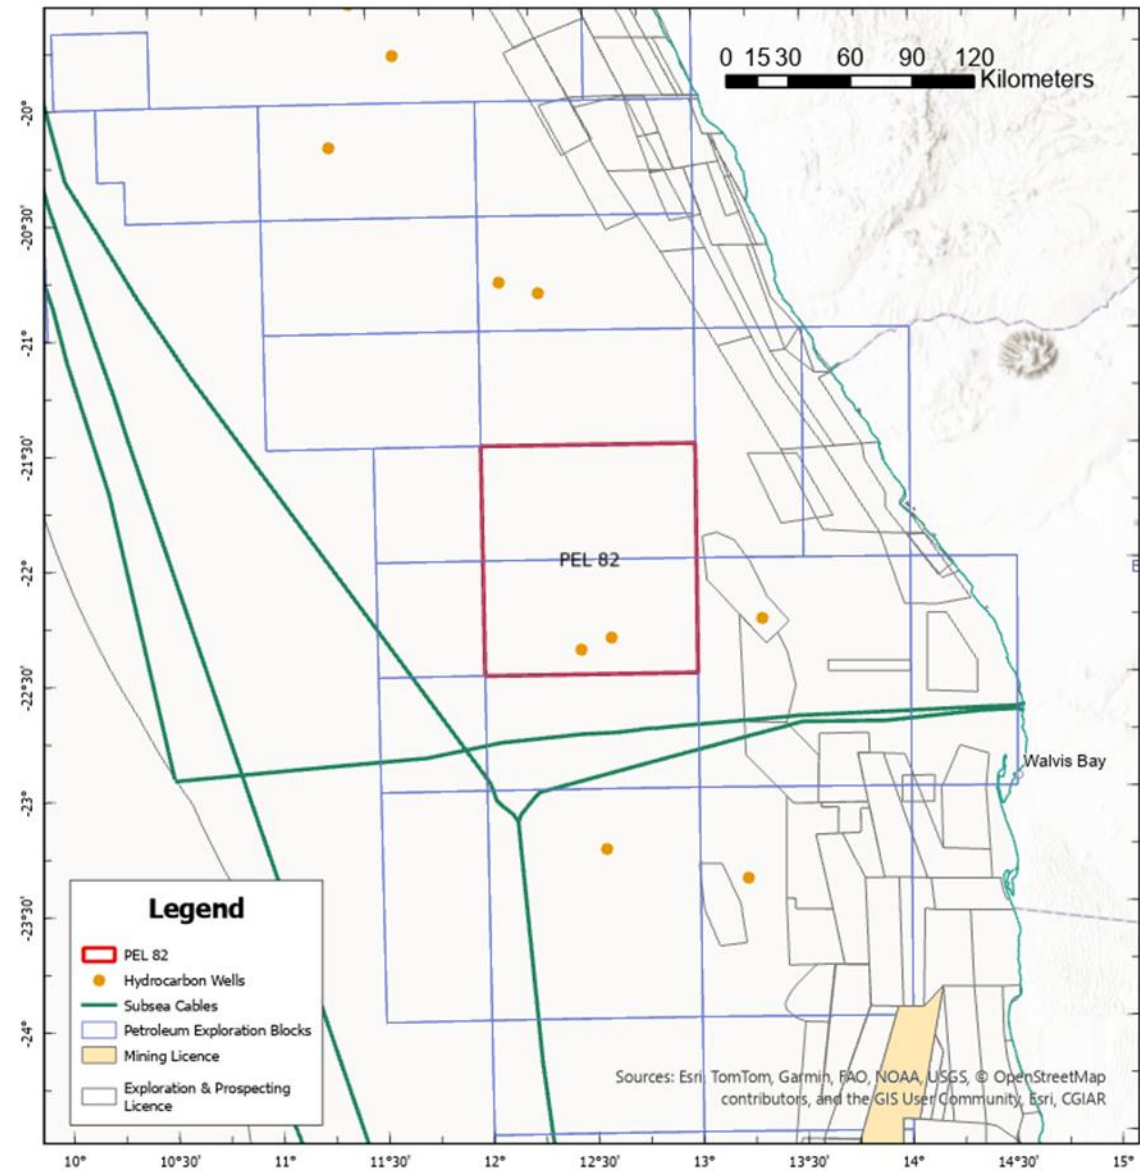 0 15 30 60 90 120
Kilometers
-20°
-20°30'
-21°
-21°30'
-22°
-22°30'
-23°
-23°30'
-24°
PEL 82
Walvis Bay
Legend
PEL 82
Hydrocarbon Wells
Subsea Cables
Petroleum Exploration Blocks
Mining Licence
Exploration & Prospecting
Licence
Sources: Esri, TomTom, Garmin, FAO, NOAA, USGS, © OpenStreetMap
contributors, and the GIS User Community, Esri, CGIAR
10° 10°30' 11° 11°30' 12° 12°30' 13° 13°30' 14° 14°30' 15°